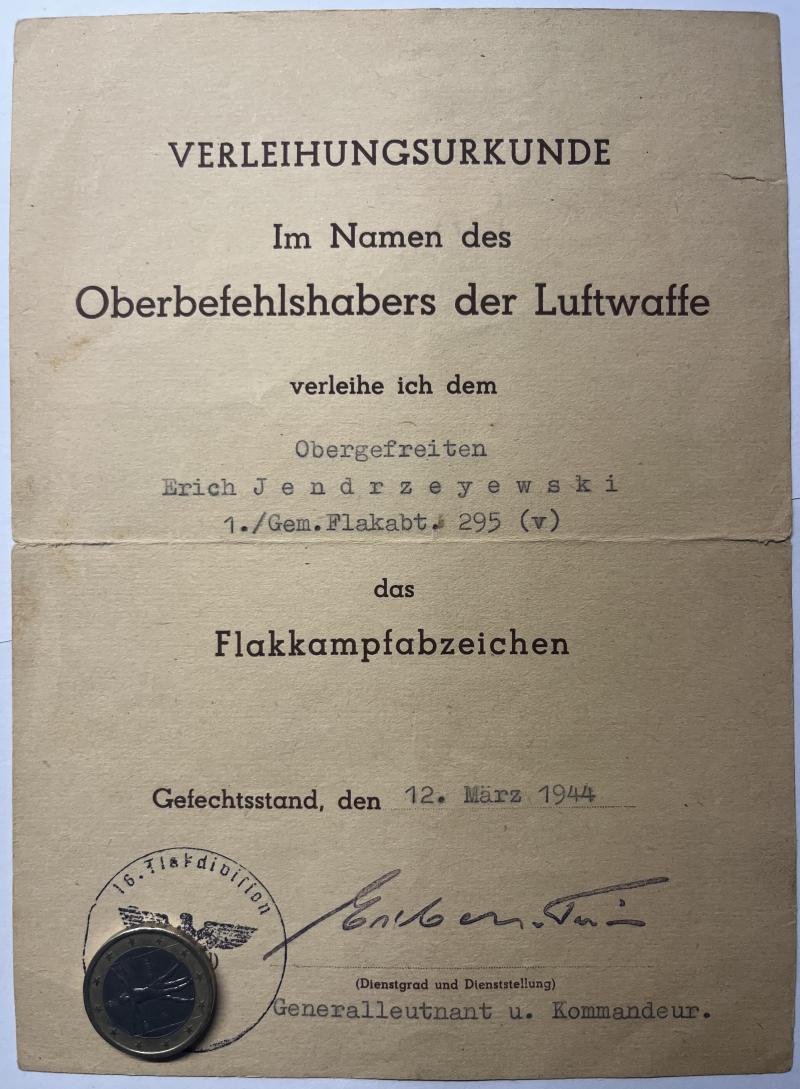 VERLEIHUNGSURKUNDE
Im Namen des
Oberbefehlshabers der Luftwaffe
verleihe ich dem
Obergefreiten
Erich J e n d r z e y e w s k i
1./Gem.Flakabt. 295 (v)
das
Flakkampfabzeichen
Gefechtsstand, den 12. März 1944
16. Flakdivision
(Dienstgrad und Dienststellung)
Generalleutnant u. Kommandeur.